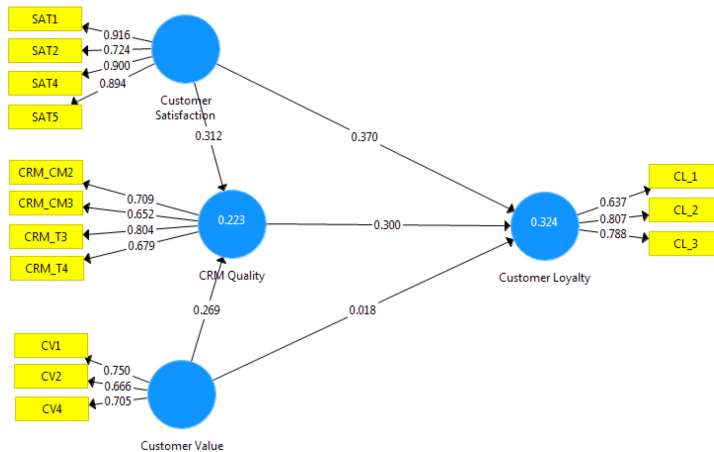 SAT1
0.916
SAT2
0.724
SAT4
0.900
0.894
SAT5
Customer
Satisfaction
0.312
0.370
CRM_CM2
0.709
CRM_CM3
0.652
CRM_T3
0.804
CRM_T4
0.679
0.223
CRM Quality
0.300
0.324
Customer Loyalty
CL_1
0.637
CL_2
0.807
CL_3
0.788
0.269
0.018
CV1
0.750
CV2
0.666
CV4
0.705
Customer Value